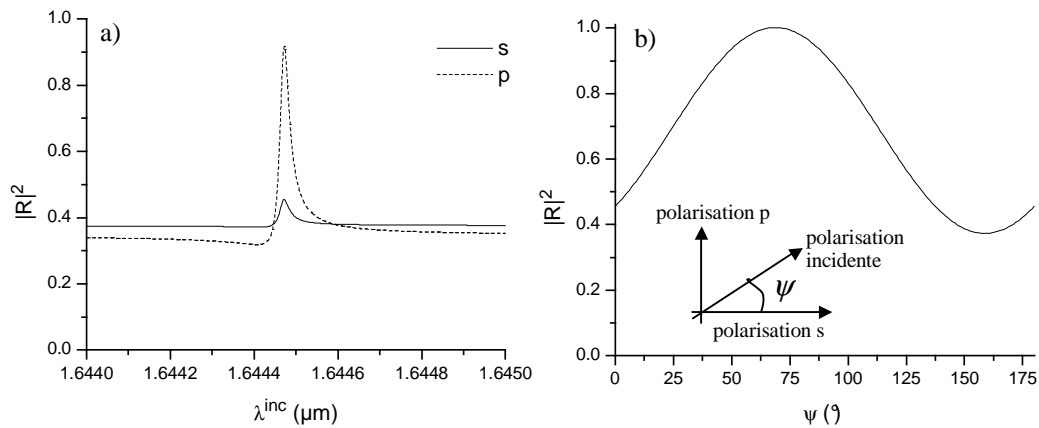 a)
s
p
1.0
0.8
0.6
0.4
0.2
0.0
|R|²
1.6440 1.6442 1.6444 1.6446 1.6448 1.6450
λ^inc (µm)
b)
1.0
0.8
0.6
0.4
0.2
0.0
|R|²
polarisation p
polarisation
incidente
ψ
polarisation s
0 25 50 75 100 125 150 175
ψ (°)